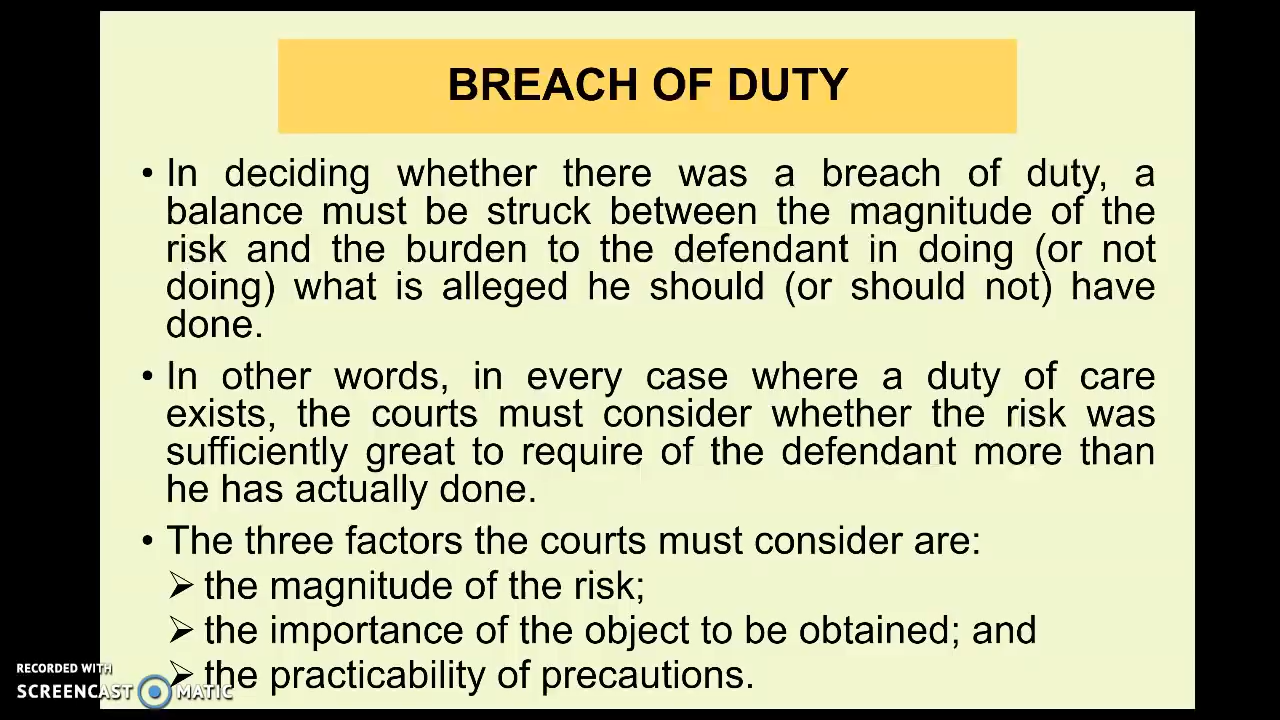 BREACH OF DUTY
• In deciding whether there was a breach of duty, a
balance must be struck between the magnitude of the
risk and the burden to the defendant in doing (or not
doing) what is alleged he should (or should not) have
done.
• In other words, in every case where a duty of care
exists, the courts must consider whether the risk was
sufficiently great to require of the defendant more than
he has actually done.
• The three factors the courts must consider are:
➢ the magnitude of the risk;
➢ the importance of the object to be obtained; and
➢ the practicability of precautions.
RECORDED WITH
SCREENCAST MATIC